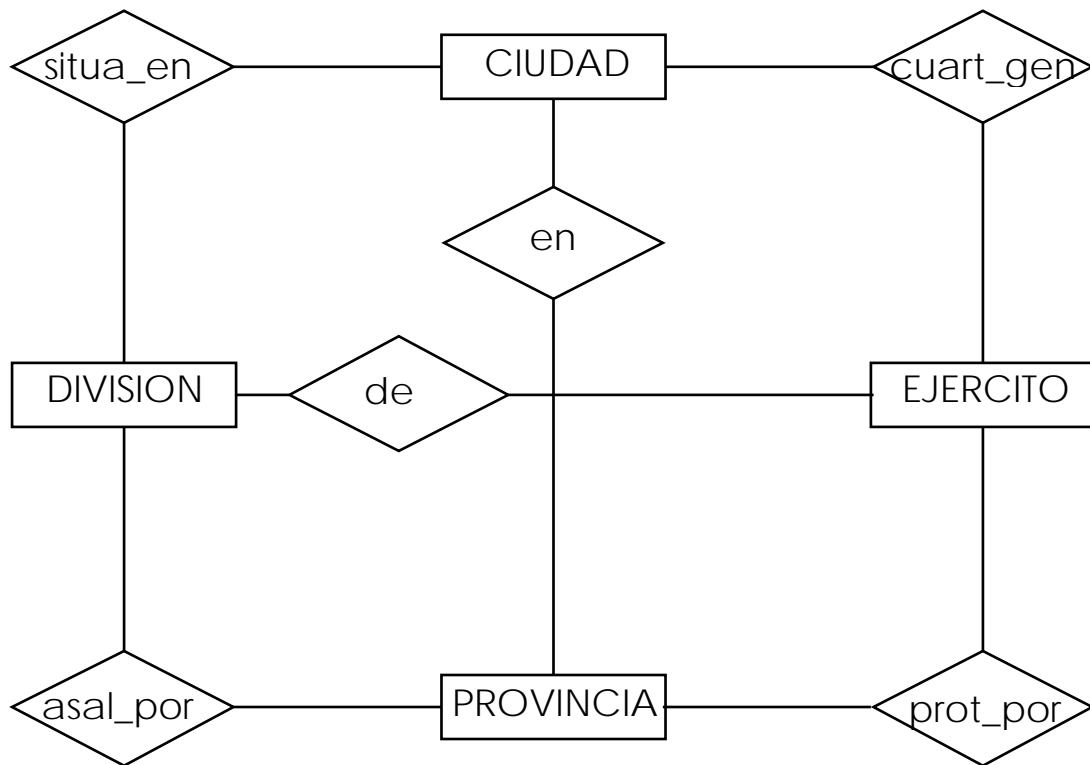 situa_en
CIUDAD
cuart_gen
en
DIVISION
de
EJERCITO
asal_por
PROVINCIA
prot_por